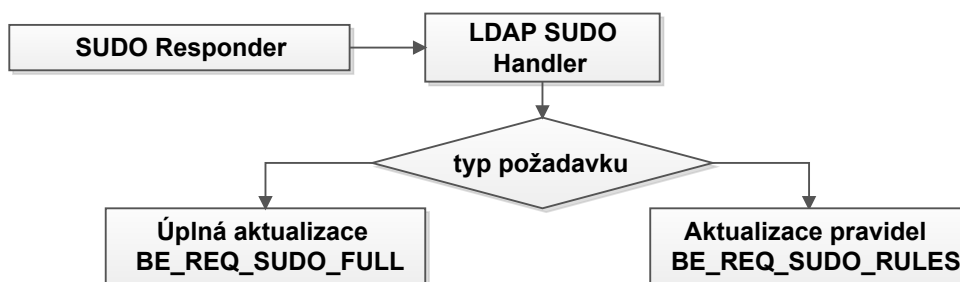 SUDO Responder
LDAP SUDO
Handler
typ požadavku
Úplná aktualizace
BE_REQ_SUDO_FULL
Aktualizace pravidel
BE_REQ_SUDO_RULES